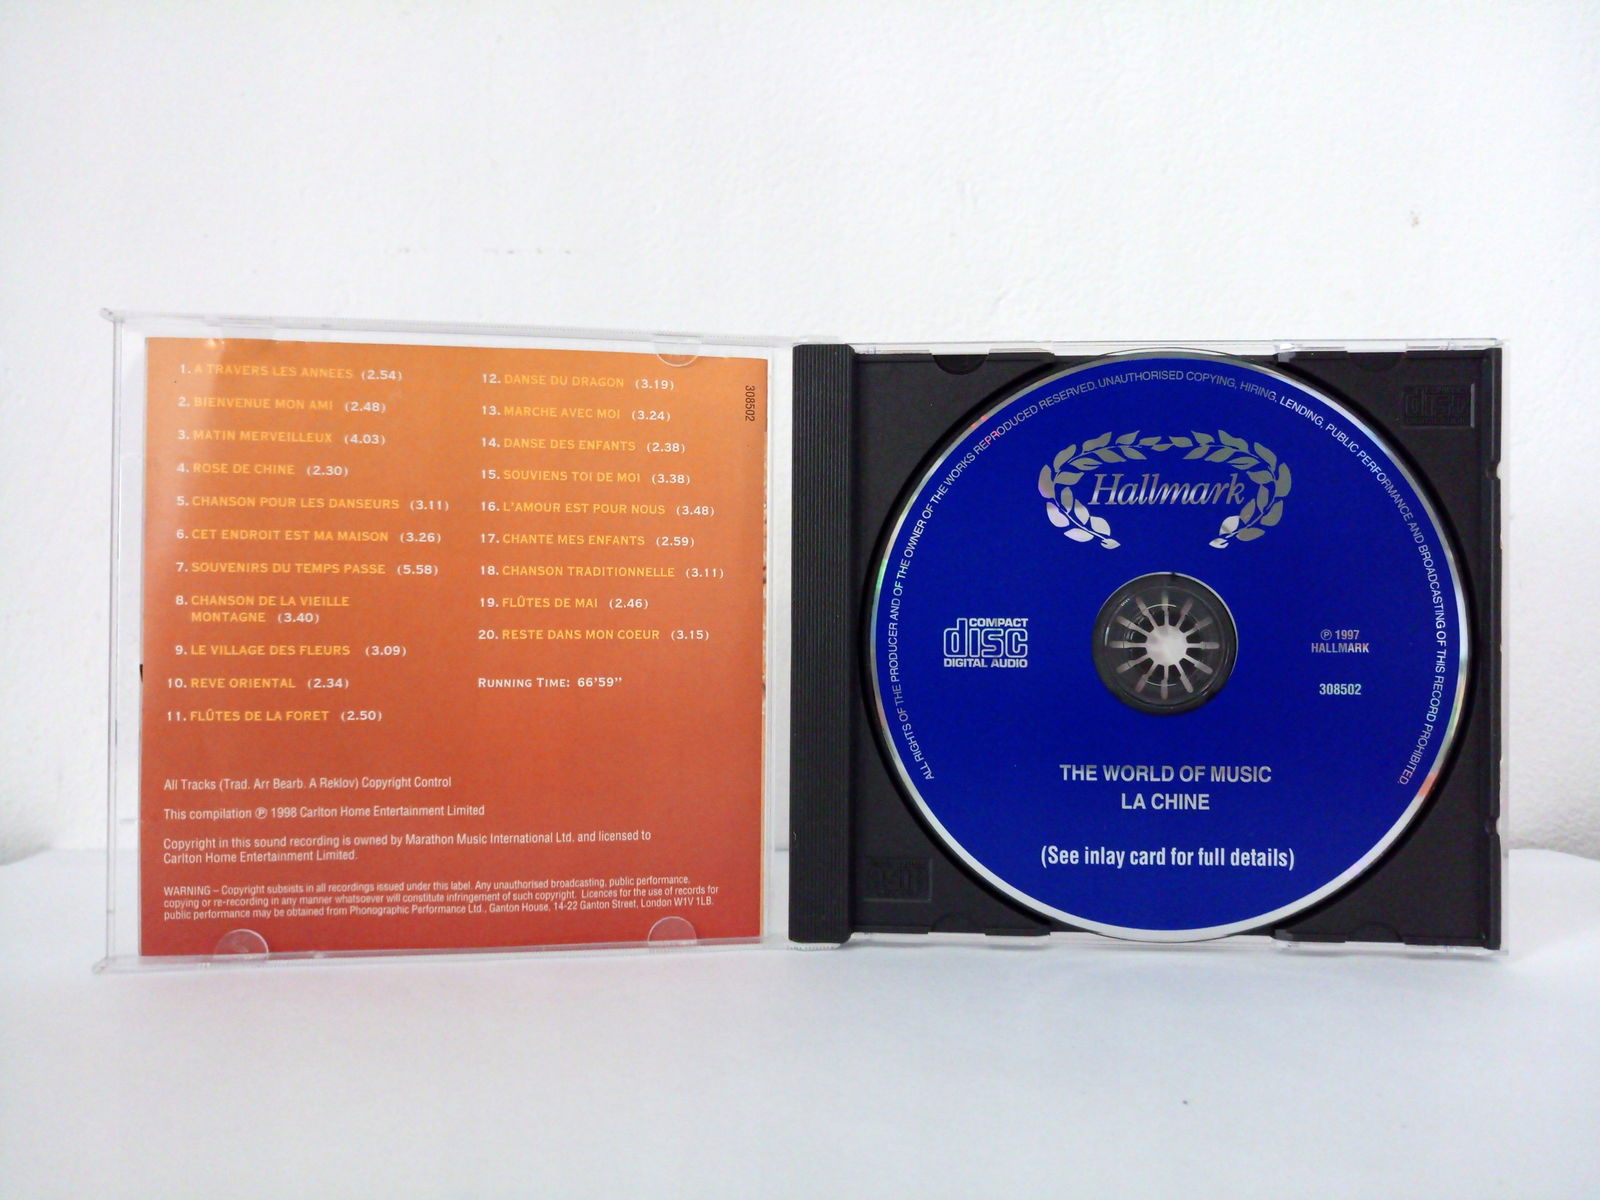 1. A TRAVERS LES ANNEES (2.54)
2. BIENVENUE MON AMI (2.48)
3. MATIN MERVEILLEUX (4.03)
4. ROSE DE CHINE (2.30)
5. CHANSON POUR LES DANSEURS (3.11)
6. CET ENDROIT EST MA MAISON (3.26)
7. SOUVENIRS DU TEMPS PASSE (5.58)
8. CHANSON DE LA VIEILLE
MONTAGNE (3.40)
9. LE VILLAGE DES FLEURS (3.09)
10. REVE ORIENTAL (2.34)
11. FLÛTES DE LA FORET (2.50)
12. DANSE DU DRAGON (3.19)
13. MARCHE AVEC MOI (3.24)
14. DANSE DES ENFANTS (2.38)
15. SOUVIENS TOI DE MOI (3.38)
16. L'AMOUR EST POUR NOUS (3.48)
17. CHANTE MES ENFANTS (2.59)
18. CHANSON TRADITIONNELLE (3.11)
19. FLÛTES DE MAI (2.46)
20. RESTE DANS MON COEUR (3.15)
RUNNING TIME: 66'59"
308502
All Tracks (Trad. Arr Bearb. A Reklov) Copyright Control
This compilation ℗ 1998 Carlton Home Entertainment Limited
Copyright in this sound recording is owned by Marathon Music International Ltd. and licensed to
Carlton Home Entertainment Limited.
WARNING – Copyright subsists in all recordings issued under this label. Any unauthorised broadcasting, public performance,
copying or re-recording in any manner whatsoever will constitute infringement of such copyright. Licences for the use of records for
public performance may be obtained from Phonographic Performance Ltd., Ganton House, 14-22 Ganton Street, London W1V 1LB.
ALL RIGHTS OF THE PRODUCER AND OF THE OWNER OF THE WORKS REPRODUCED RESERVED. UNAUTHORISED COPYING, HIRING, LENDING, PUBLIC PERFORMANCE AND BROADCASTING OF THIS RECORD PROHIBITED.
Hallmark
COMPACT
disc
DIGITAL AUDIO
℗ 1997
HALLMARK
308502
THE WORLD OF MUSIC
LA CHINE
(See inlay card for full details)
disc